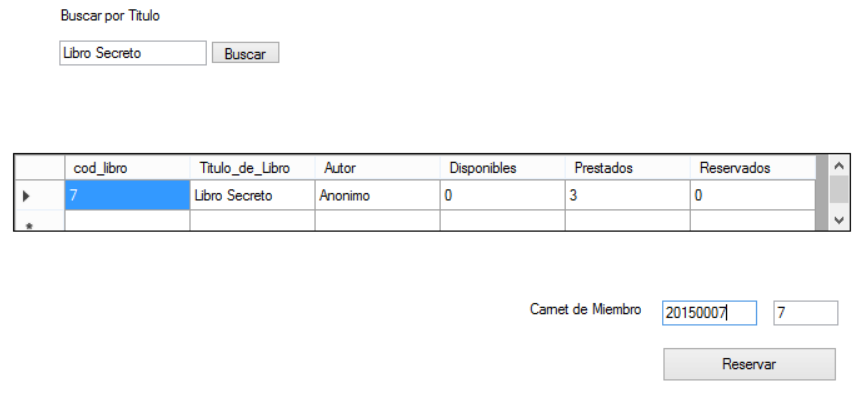 Buscar por Titulo
Libro Secreto Buscar
cod_libro Titulo_de_Libro Autor Disponibles Prestados Reservados
7 Libro Secreto Anonimo 0 3 0
*
Carnet de Miembro 20150007 7
Reservar